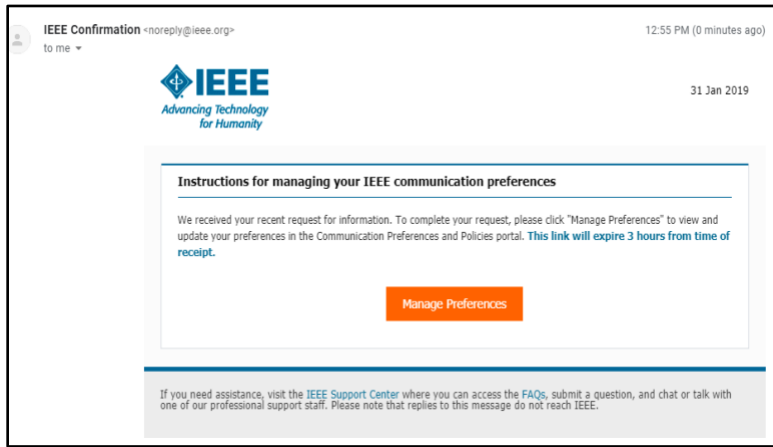 IEEE Confirmation <noreply@ieee.org>
12:55 PM (0 minutes ago)
to me
IEEE
Advancing Technology
for Humanity
31 Jan 2019
Instructions for managing your IEEE communication preferences
We received your recent request for information. To complete your request, please click "Manage Preferences" to view and
update your preferences in the Communication Preferences and Policies portal. This link will expire 3 hours from time of
receipt.
Manage Preferences
If you need assistance, visit the IEEE Support Center where you can access the FAQs, submit a question, and chat or talk with
one of our professional support staff. Please note that replies to this message do not reach IEEE.